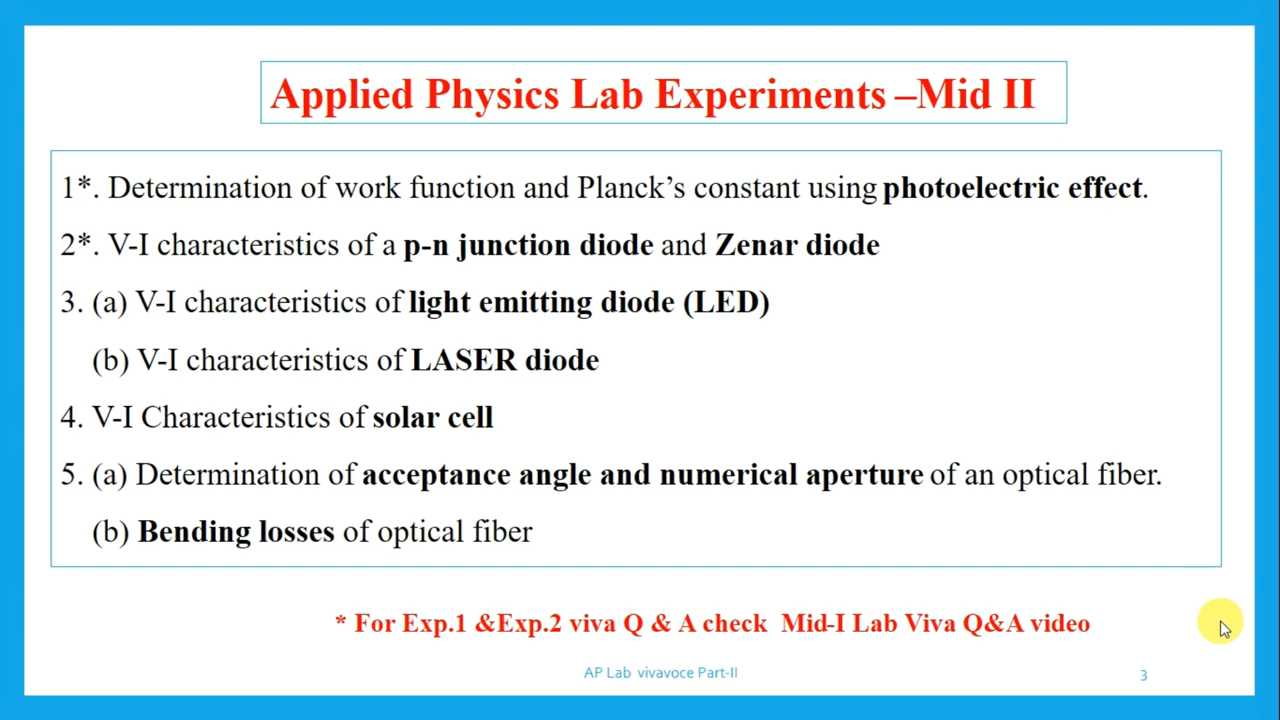 Applied Physics Lab Experiments –Mid II
1*. Determination of work function and Planck’s constant using photoelectric effect.
2*. V-I characteristics of a p-n junction diode and Zenar diode
3. (a) V-I characteristics of light emitting diode (LED)
(b) V-I characteristics of LASER diode
4. V-I Characteristics of solar cell
5. (a) Determination of acceptance angle and numerical aperture of an optical fiber.
(b) Bending losses of optical fiber
* For Exp.1 &Exp.2 viva Q & A check Mid-I Lab Viva Q&A video
AP Lab vivavoce Part-II
3